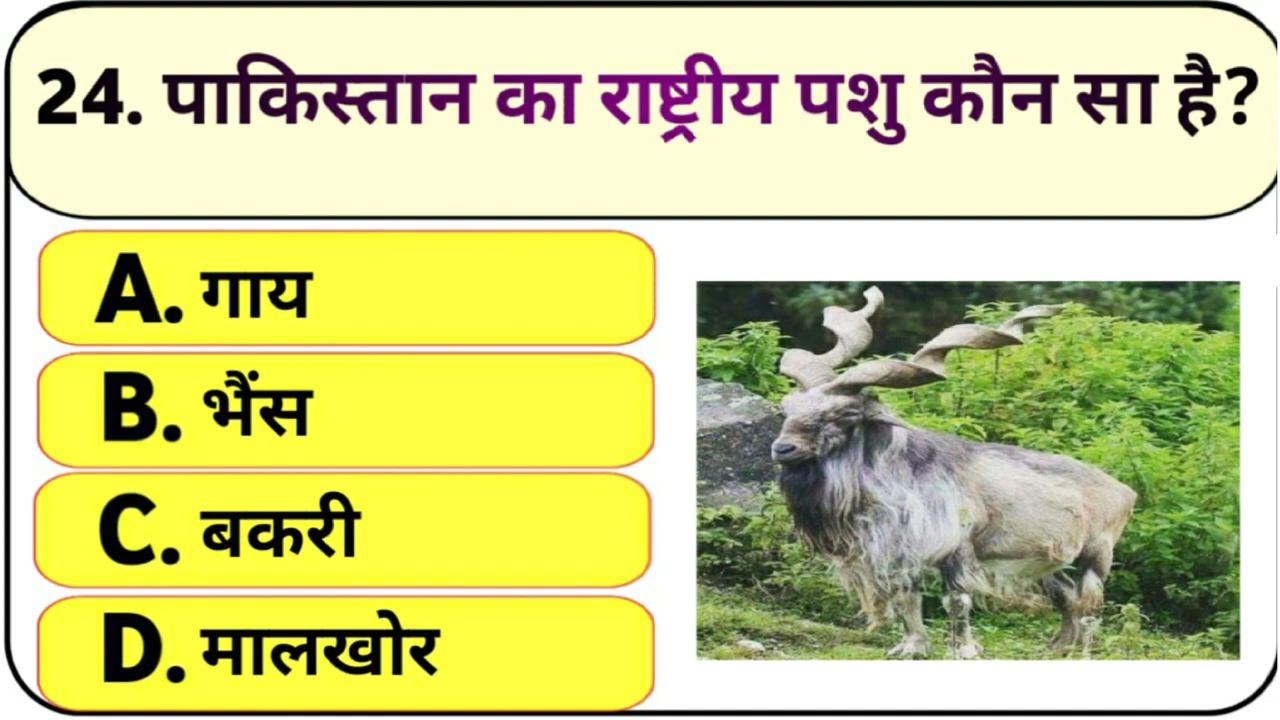 24. पाकिस्तान का राष्ट्रीय पशु कौन सा है?
A. गाय
B. भैंस
C. बकरी
D. मालखोर